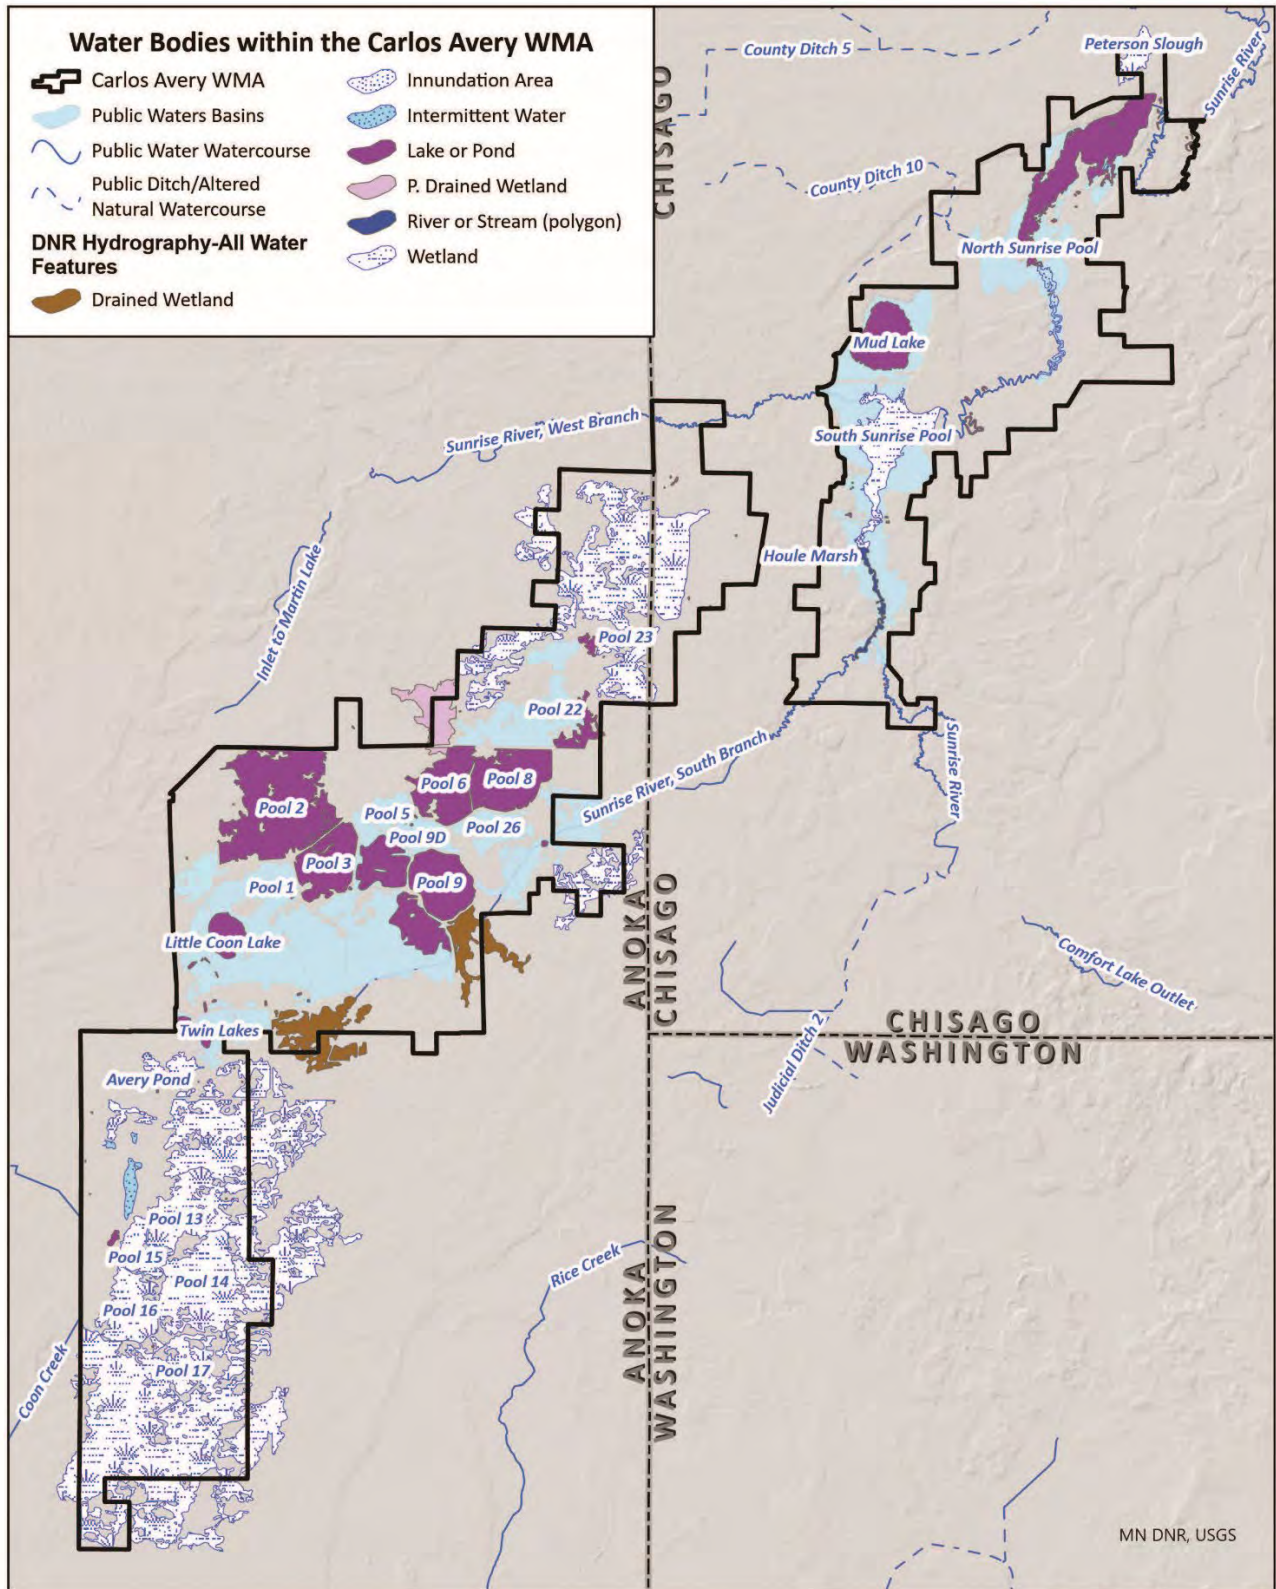 Water Bodies within the Carlos Avery WMA
Carlos Avery WMA
Public Waters Basins
Public Water Watercourse
Public Ditch/Altered
Natural Watercourse
DNR Hydrography-All Water
Features
Drained Wetland
Innundation Area
Intermittent Water
Lake or Pond
P. Drained Wetland
River or Stream (polygon)
Wetland
CHISAGO
County Ditch 5
Peterson Slough
Sunrise River
County Ditch 10
North Sunrise Pool
Mud Lake
Sunrise River, West Branch
South Sunrise Pool
Inlet to Martin Lake
Houle Marsh
Pool 23
Pool 22
Sunrise River, South Branch
Sunrise River
Pool 6
Pool 8
Pool 2
Pool 5
Pool 26
Pool 9D
Pool 3
Pool 1
Pool 9
Little Coon Lake
ANOKA
CHISAGO
Comfort Lake Outlet
Twin Lakes
Judicial Ditch 2
CHISAGO
WASHINGTON
Avery Pond
Pool 13
Pool 15
Pool 14
Pool 16
Pool 17
Coon Creek
Rice Creek
ANOKA
WASHINGTON
MN DNR, USGS